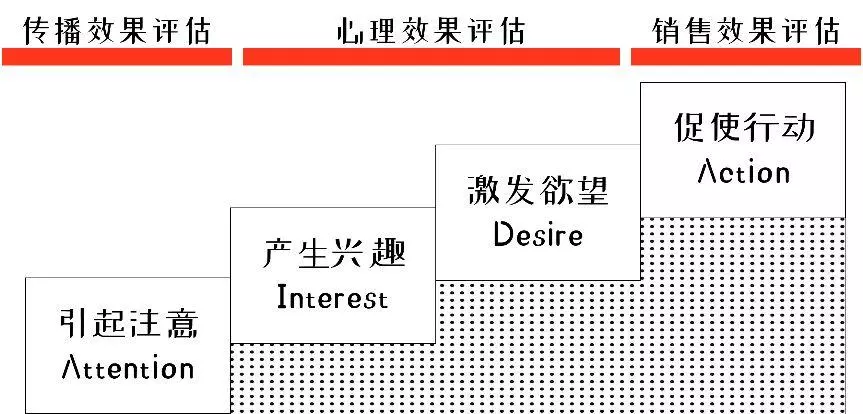 传播效果评估
心理效果评估
销售效果评估
促使行动
Action
激发欲望
Desire
产生兴趣
Interest
引起注意
Attention